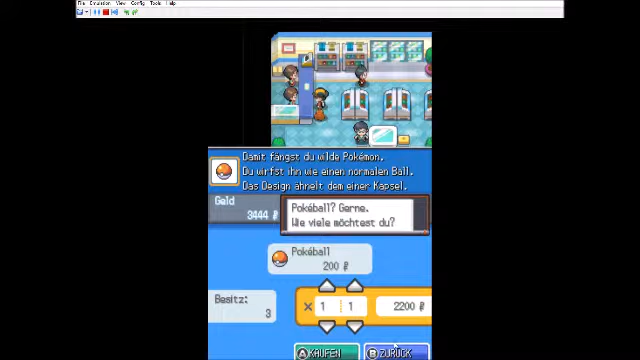 File Emulation View Config Tools Help
Damit fängst du wilde Pokémon.
Du wirfst ihn wie einen normalen Ball.
Das Design ähnelt dem einer Kapsel.
Geld
3444 ₽
Pokéball? Gerne.
Wie viele möchtest du?
Pokéball
200 ₽
Besitz:
3
× 1 1
2200 ₽
A KAUFEN
B ZURÜCK